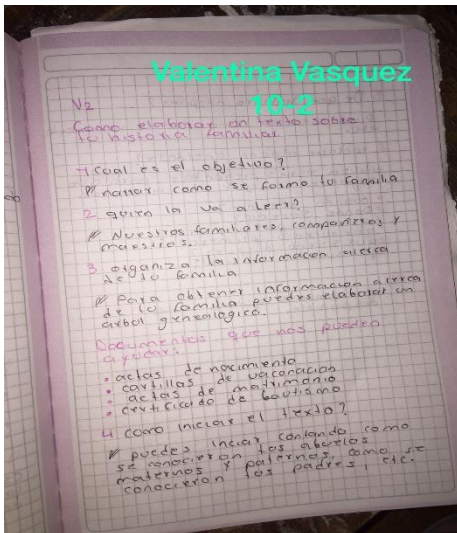 Valentina Vasquez
10-2
N2
Como elaborar un texto sobre
tu historia familiar.
1 Cual es el objetivo?
narrar como se formo tu familia
2 quien la va a leer?
Nuestros familiares, compañeros y
maestros.
3 organiza la informacion acerca
de tu familia
Para obtener informacion acerca
de tu familia puedes elaborar un
arbol genealogico.
Documentos que nos pueden
ayudar:
• actas de nacimiento
• cartillas de vacunacion
• actas de matrimonio
• certificado de bautismo
4 como iniciar el texto?
puedes iniciar contando como
se conocieron tos abuelos
maternos y paternos, como se
conocieron tos padres, etc.